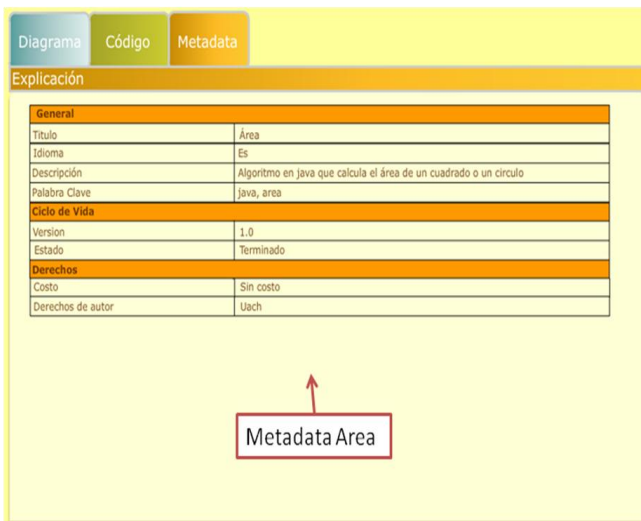 Diagrama Código Metadata
Explicación
General
Titulo Área
Idioma Es
Descripción Algoritmo en java que calcula el área de un cuadrado o un circulo
Palabra Clave java, area
Ciclo de Vida
Version 1.0
Estado Terminado
Derechos
Costo Sin costo
Derechos de autor Uach
Metadata Area